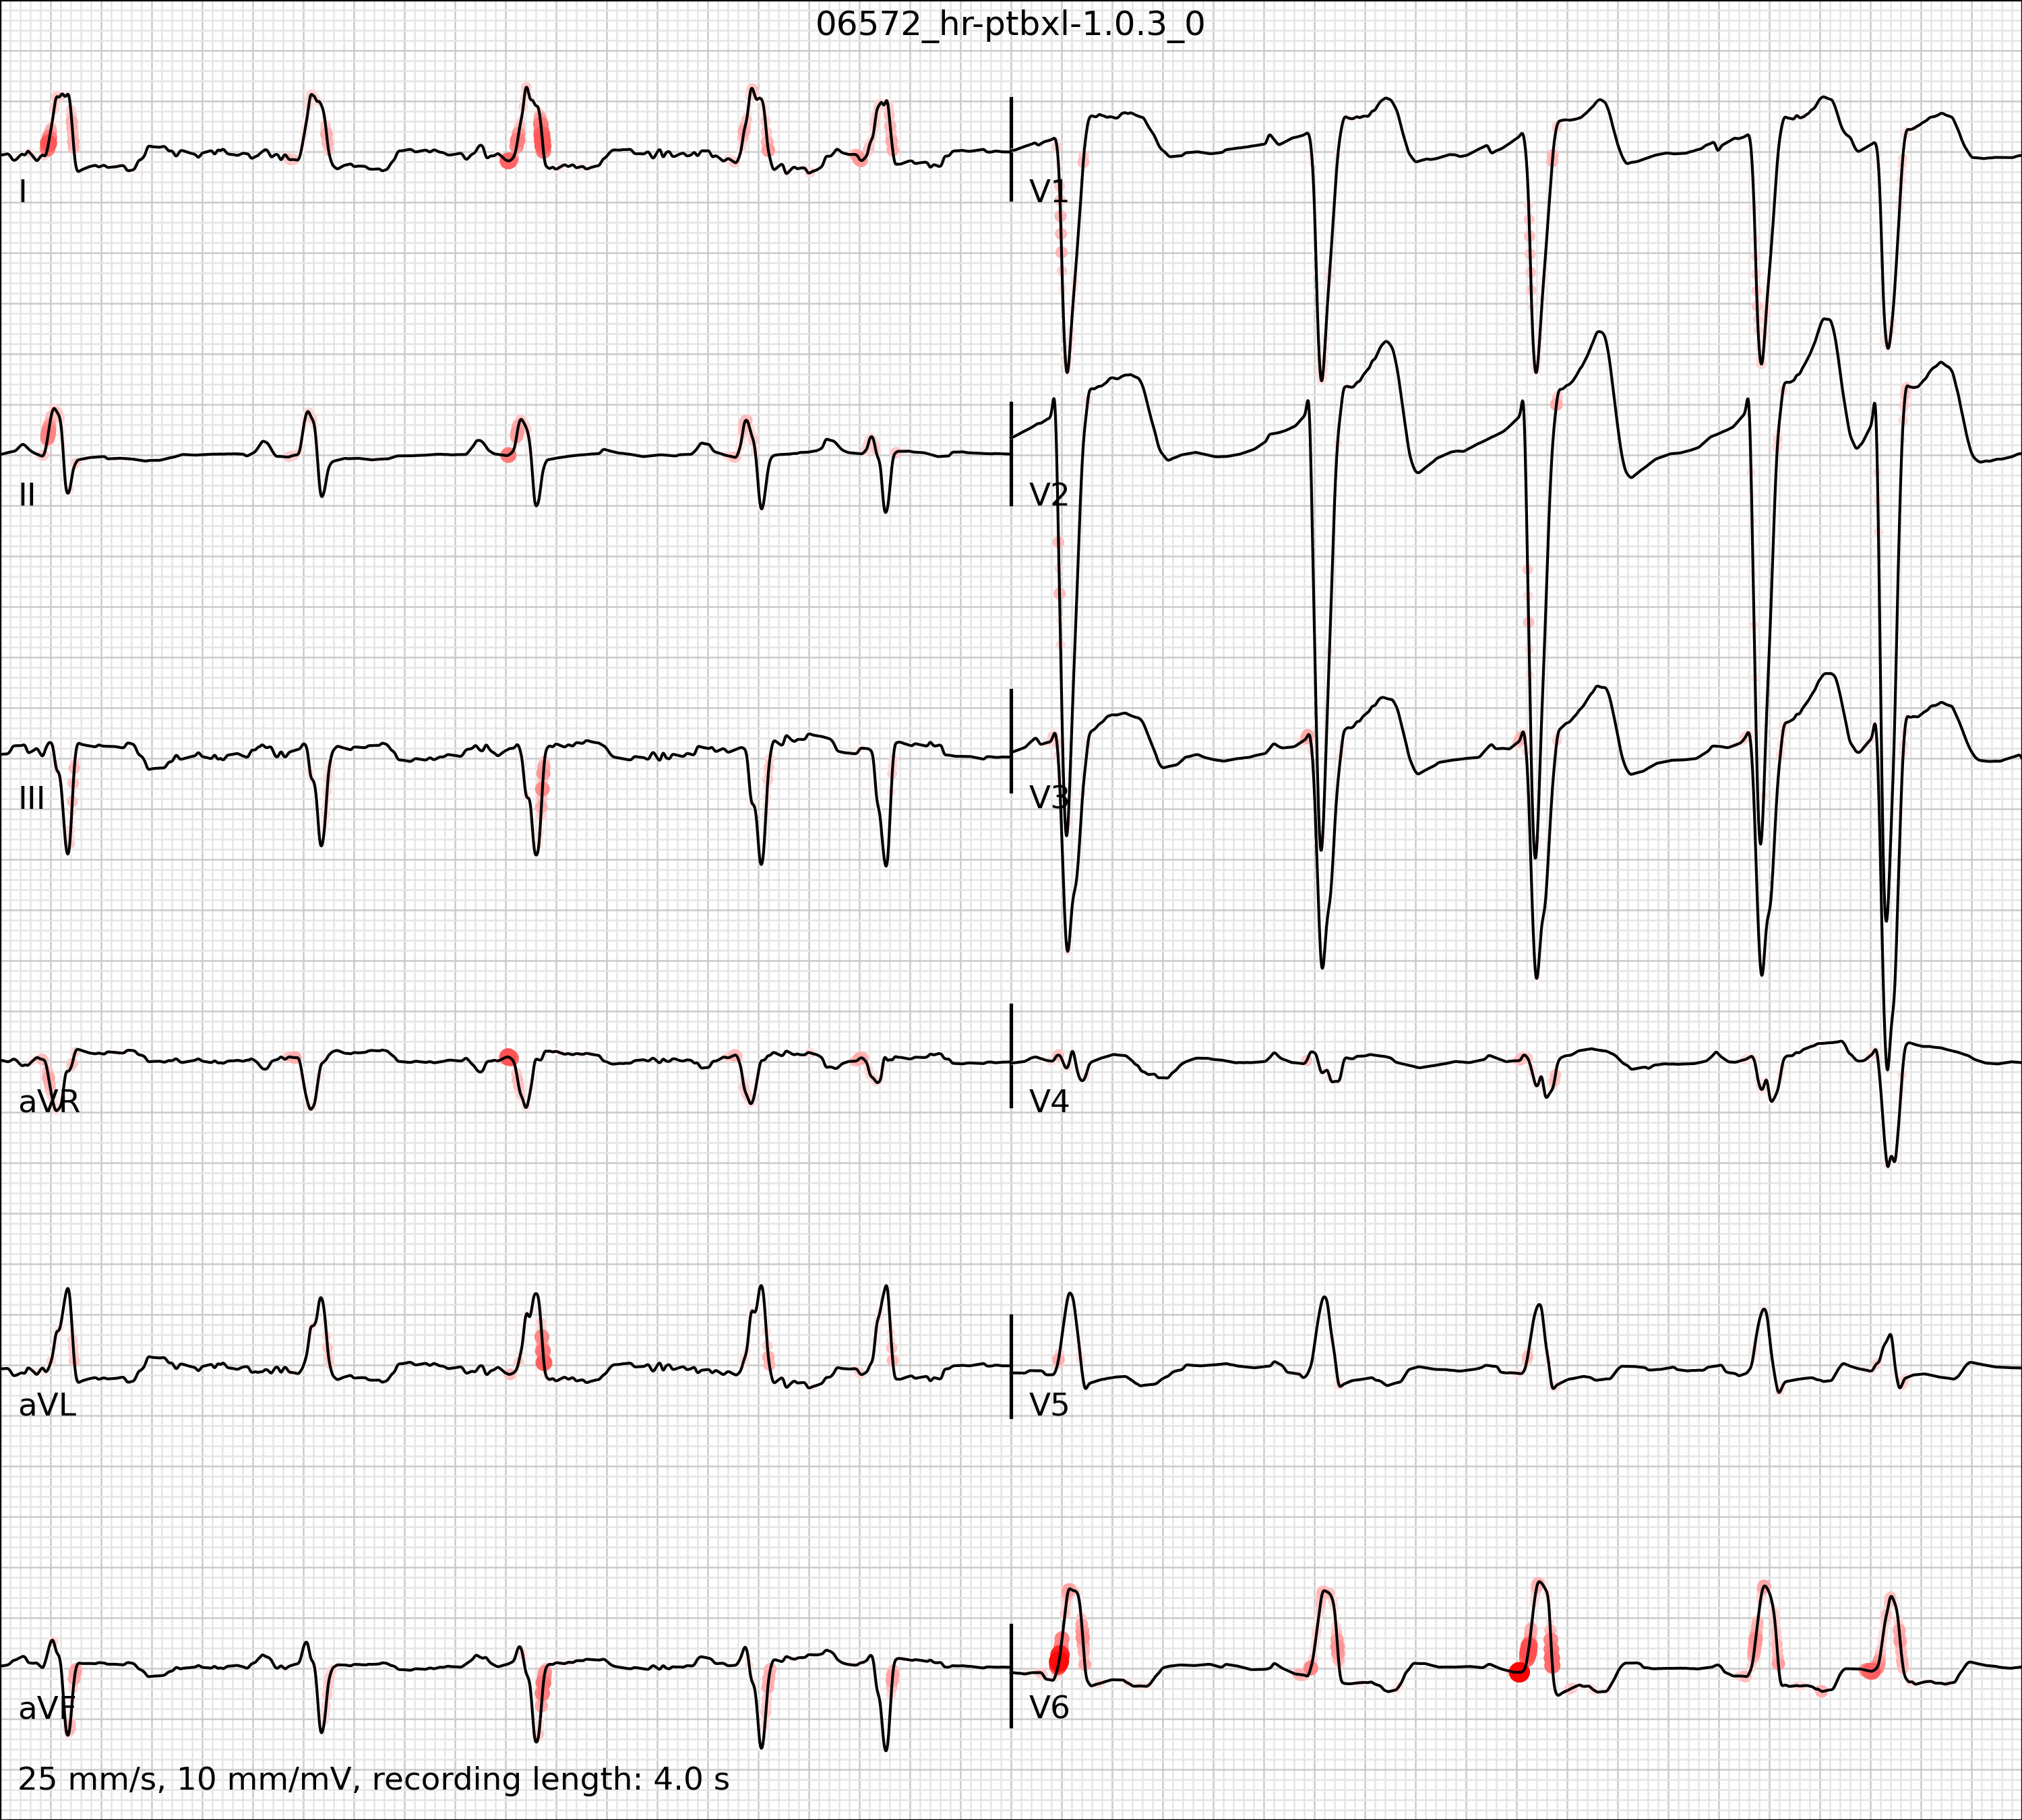 06572_hr-ptbxl-1.0.3_0
I
V1
II
V2
III
V3
aVR
V4
aVL
V5
aVF
V6
25 mm/s, 10 mm/mV, recording length: 4.0 s